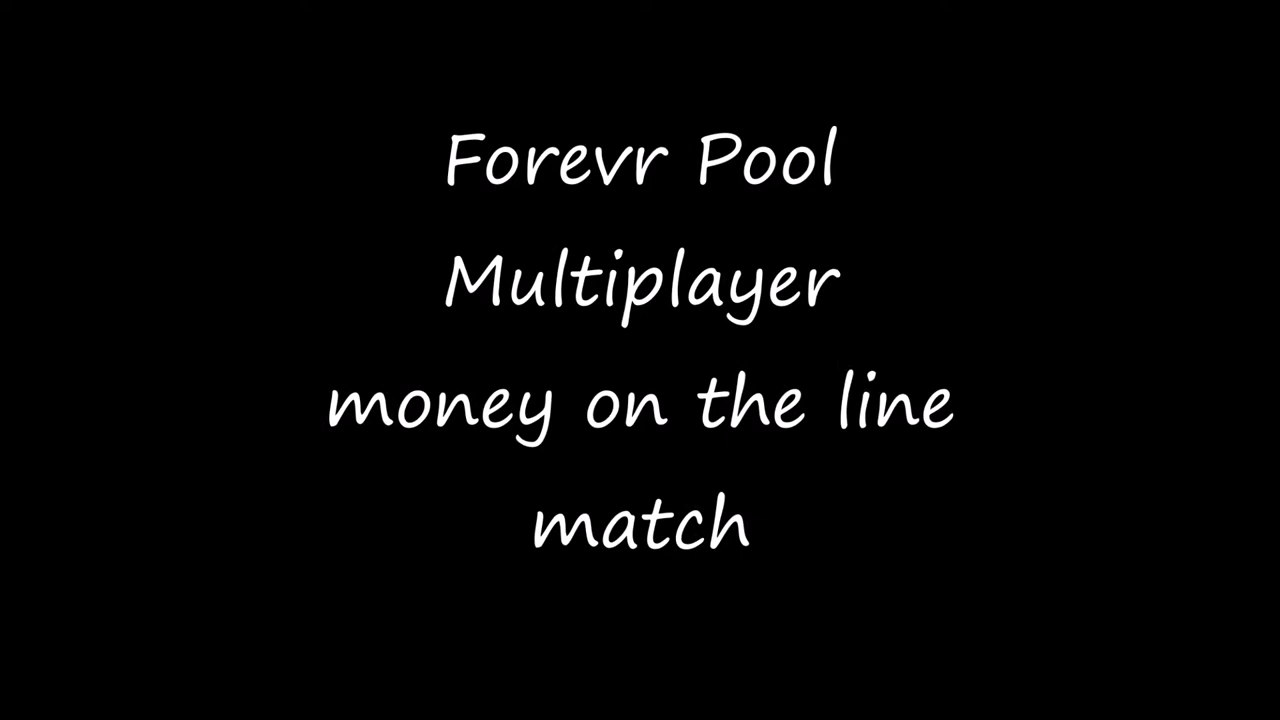 Forevr Pool
Multiplayer
money on the line
match